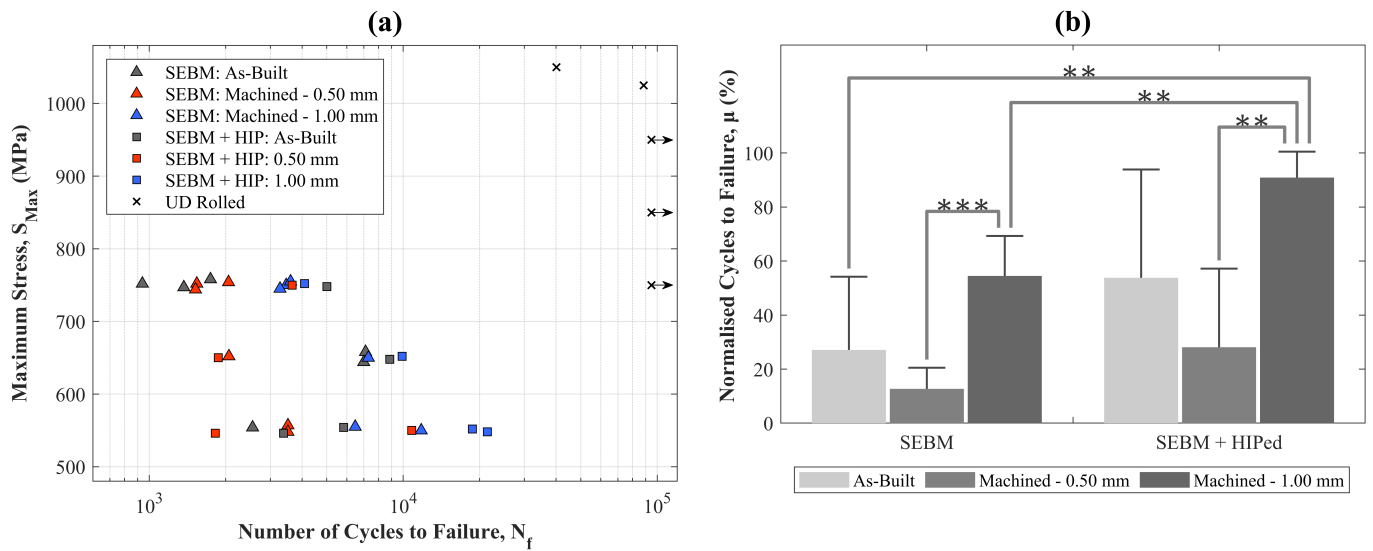 (a)
SEBM: As-Built
SEBM: Machined - 0.50 mm
SEBM: Machined - 1.00 mm
SEBM + HIP: As-Built
SEBM + HIP: 0.50 mm
SEBM + HIP: 1.00 mm
UD Rolled
Maximum Stress, S_Max (MPa)
1000
900
800
700
600
500
10³
10⁴
10⁵
Number of Cycles to Failure, N_f
(b)
**
**
**
***
Normalised Cycles to Failure, μ (%)
100
80
60
40
20
0
SEBM
SEBM + HIPed
As-Built
Machined - 0.50 mm
Machined - 1.00 mm